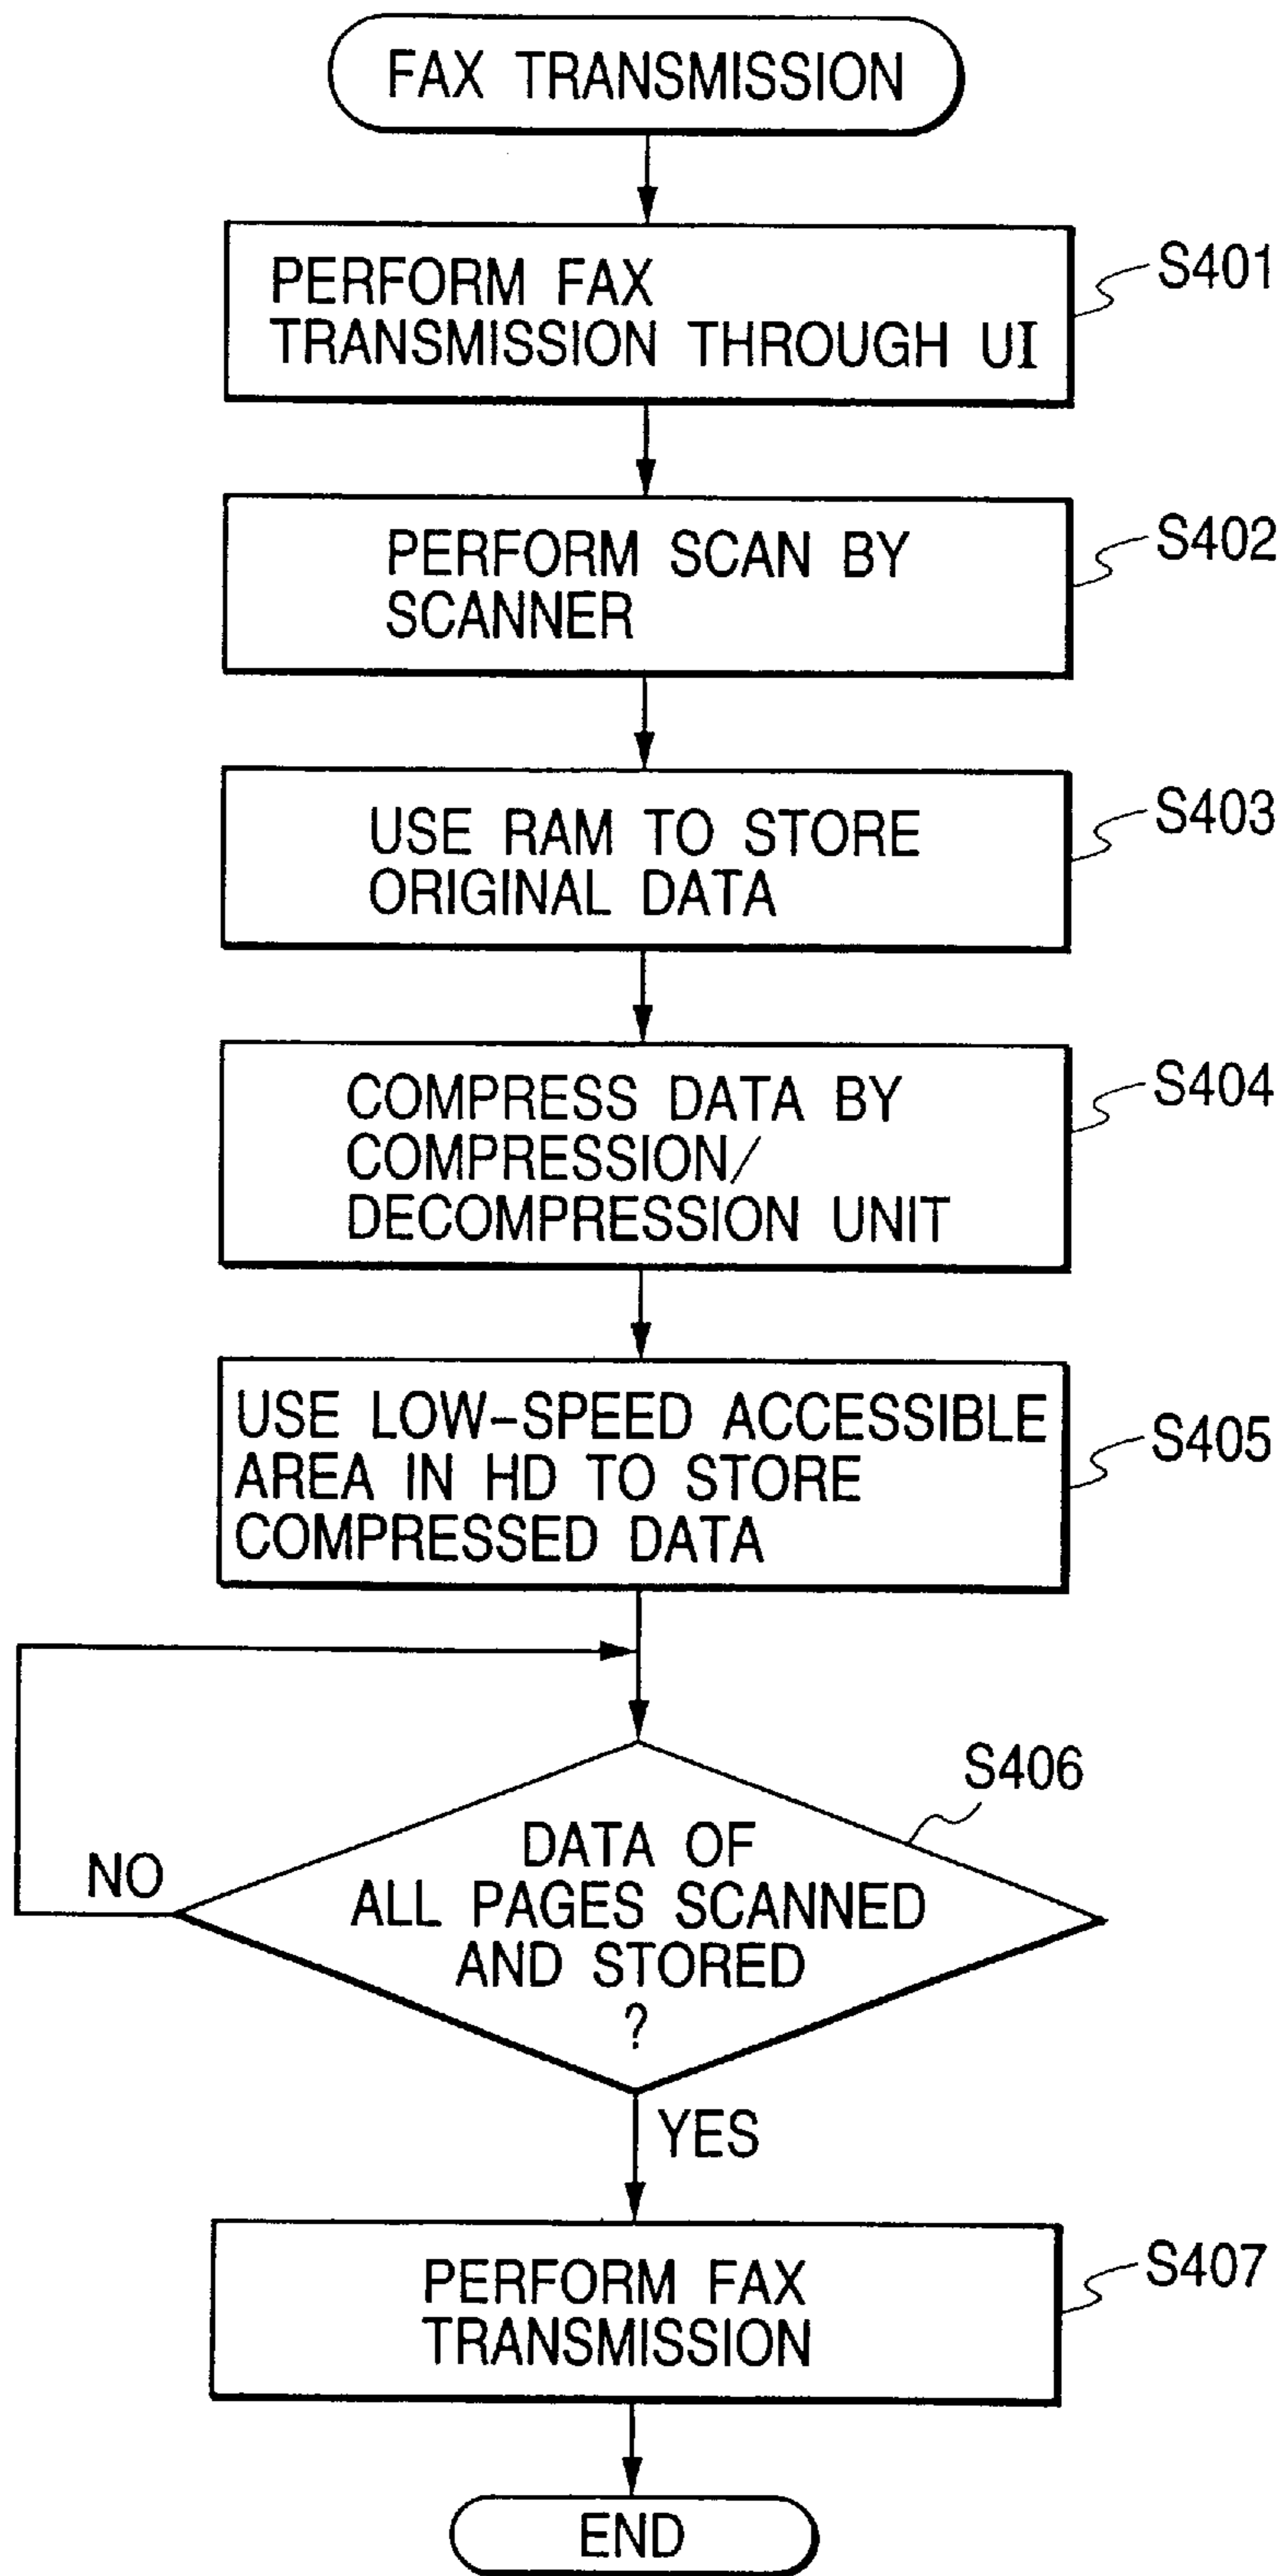 FAX TRANSMISSION
PERFORM FAX
TRANSMISSION THROUGH UI
S401
PERFORM SCAN BY
SCANNER
S402
USE RAM TO STORE
ORIGINAL DATA
S403
COMPRESS DATA BY
COMPRESSION/
DECOMPRESSION UNIT
S404
USE LOW-SPEED ACCESSIBLE
AREA IN HD TO STORE
COMPRESSED DATA
S405
S406
DATA OF
ALL PAGES SCANNED
AND STORED
?
NO
YES
PERFORM FAX
TRANSMISSION
S407
END